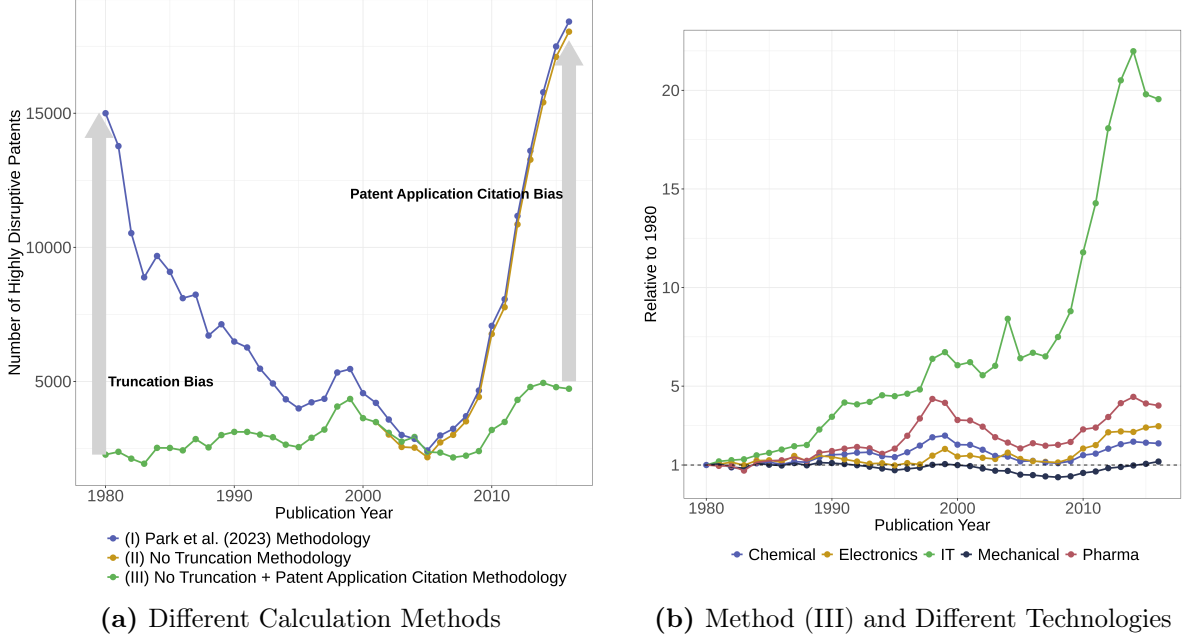 Number of Highly Disruptive Patents
15000
10000
5000
Patent Application Citation Bias
Truncation Bias
1980 1990 2000 2010
Publication Year
(I) Park et al. (2023) Methodology
(II) No Truncation Methodology
(III) No Truncation + Patent Application Citation Methodology
(a) Different Calculation Methods
Relative to 1980
20
15
10
5
1
1980 1990 2000 2010
Publication Year
Chemical Electronics IT Mechanical Pharma
(b) Method (III) and Different Technologies